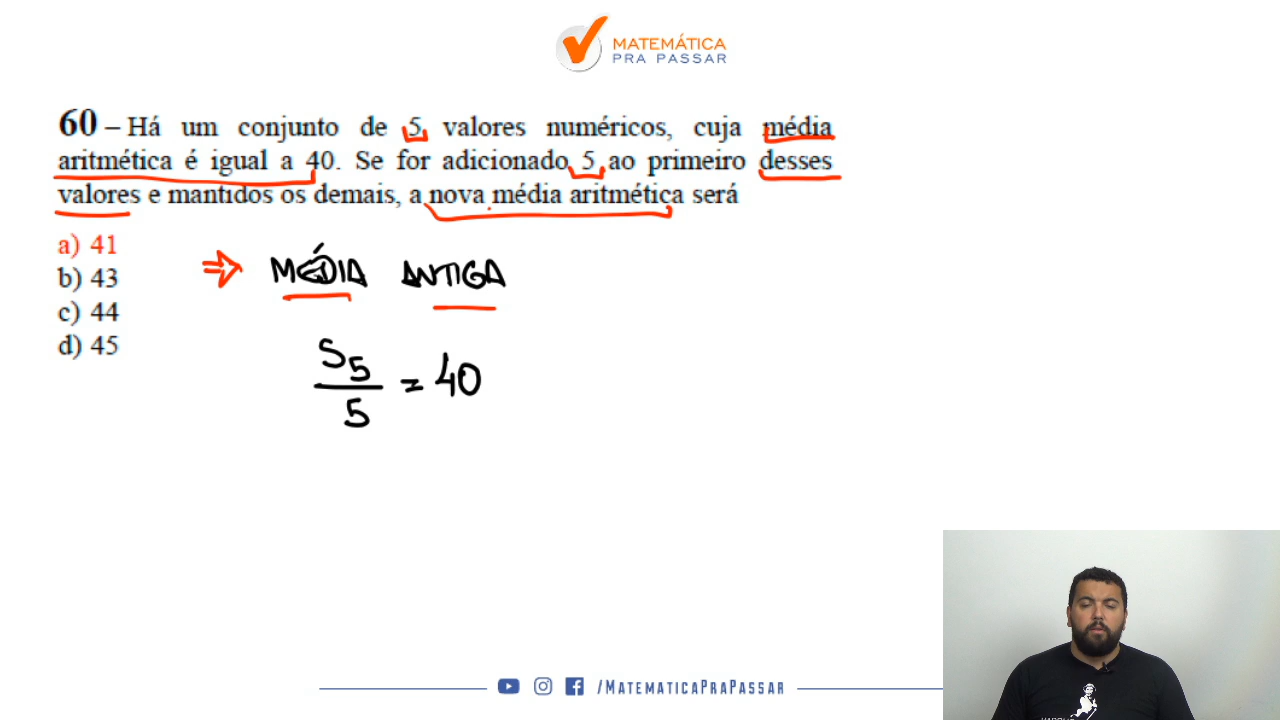 MATEMÁTICA
PRA PASSAR
60 – Há um conjunto de 5 valores numéricos, cuja média
aritmética é igual a 40. Se for adicionado 5 ao primeiro desses
valores e mantidos os demais, a nova média aritmética será
a) 41
b) 43
c) 44
d) 45
⇒ MÉDIA ANTIGA
S5
5
= 40
/MATEMATICAPRAPASSAR